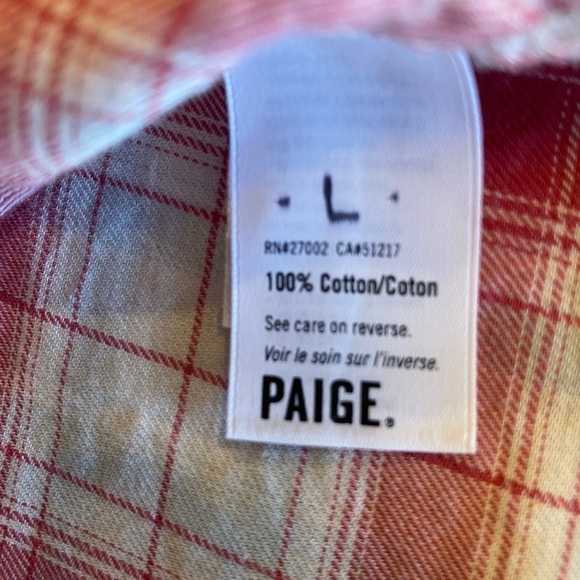 - L -
RN#27002 CA#51217
100% Cotton/Coton
See care on reverse.
Voir le soin sur l'inverse.
PAIGE®